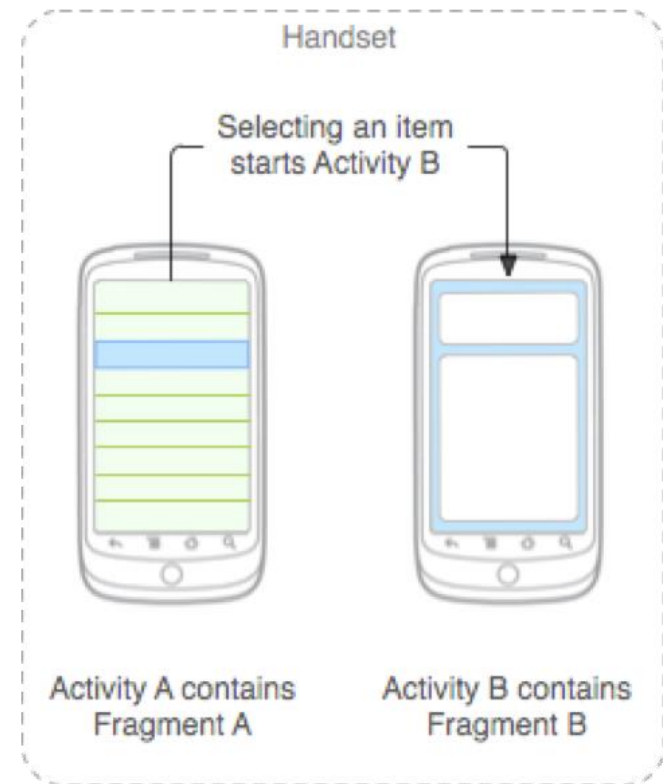 Handset
Selecting an item
starts Activity B
Activity A contains
Fragment A
Activity B contains
Fragment B